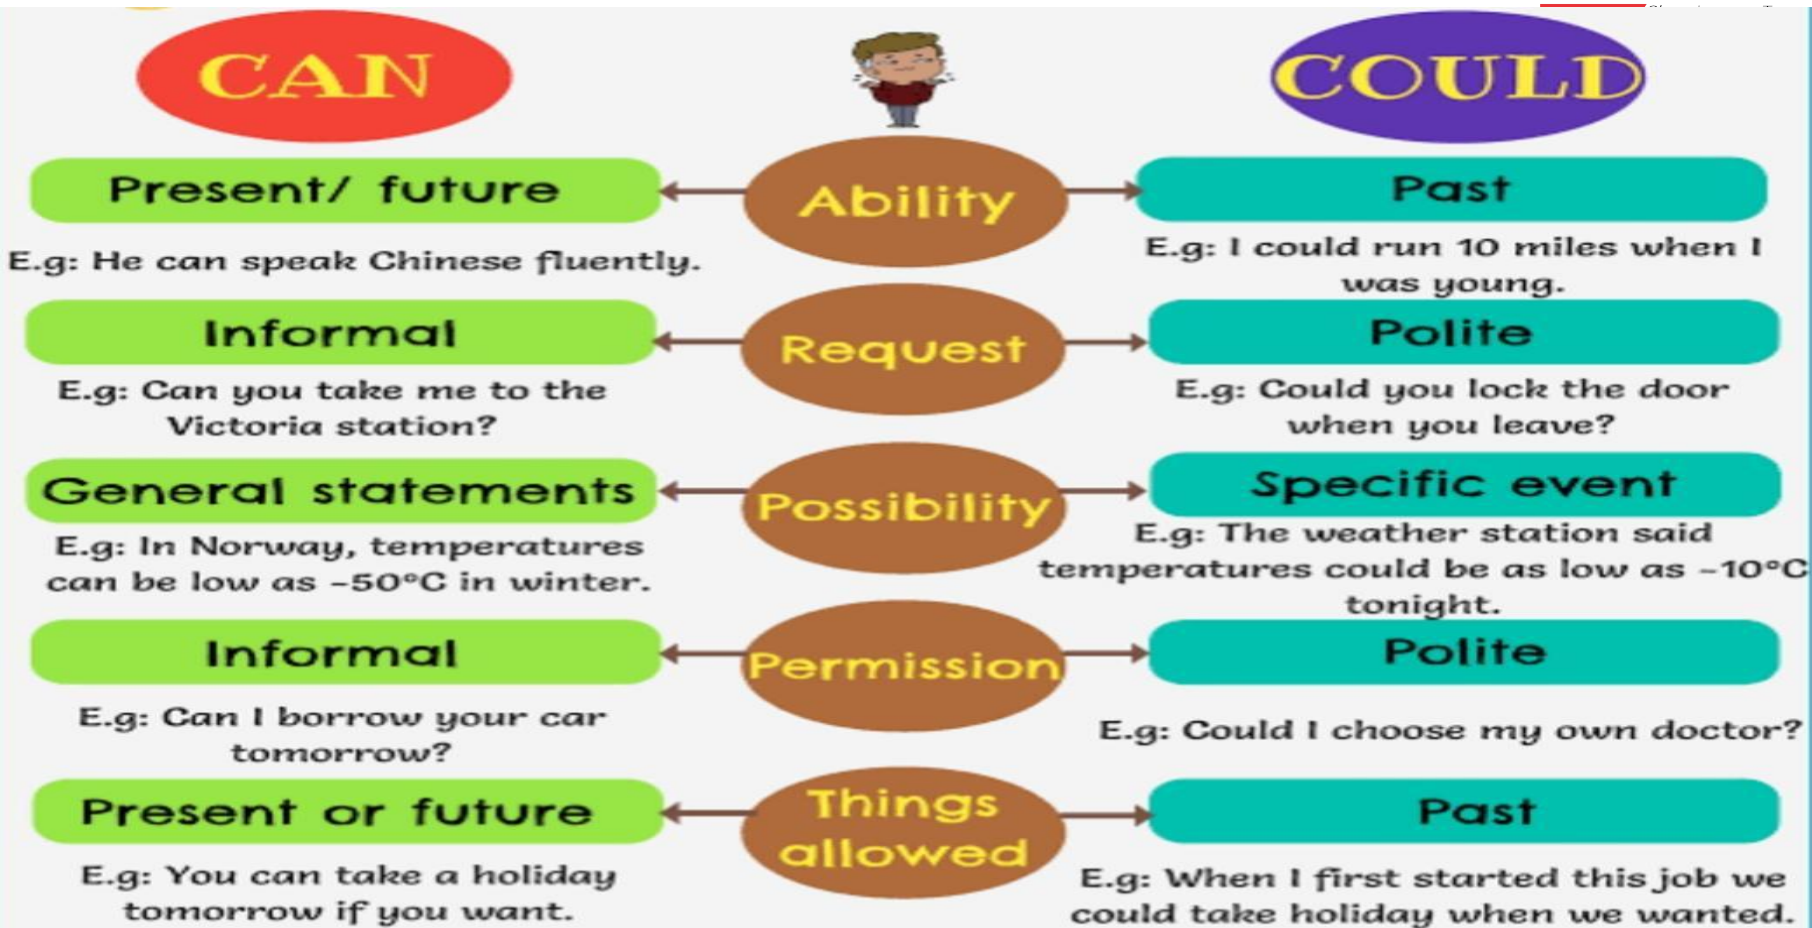 CAN
COULD
Present/ future
Ability
Past
E.g: He can speak Chinese fluently.
E.g: I could run 10 miles when I
was young.
Informal
Request
Polite
E.g: Can you take me to the
Victoria station?
E.g: Could you lock the door
when you leave?
General statements
Possibility
Specific event
E.g: In Norway, temperatures
can be low as -50°C in winter.
E.g: The weather station said
temperatures could be as low as -10°C
tonight.
Informal
Permission
Polite
E.g: Can I borrow your car
tomorrow?
E.g: Could I choose my own doctor?
Present or future
Things
allowed
Past
E.g: You can take a holiday
tomorrow if you want.
E.g: When I first started this job we
could take holiday when we wanted.